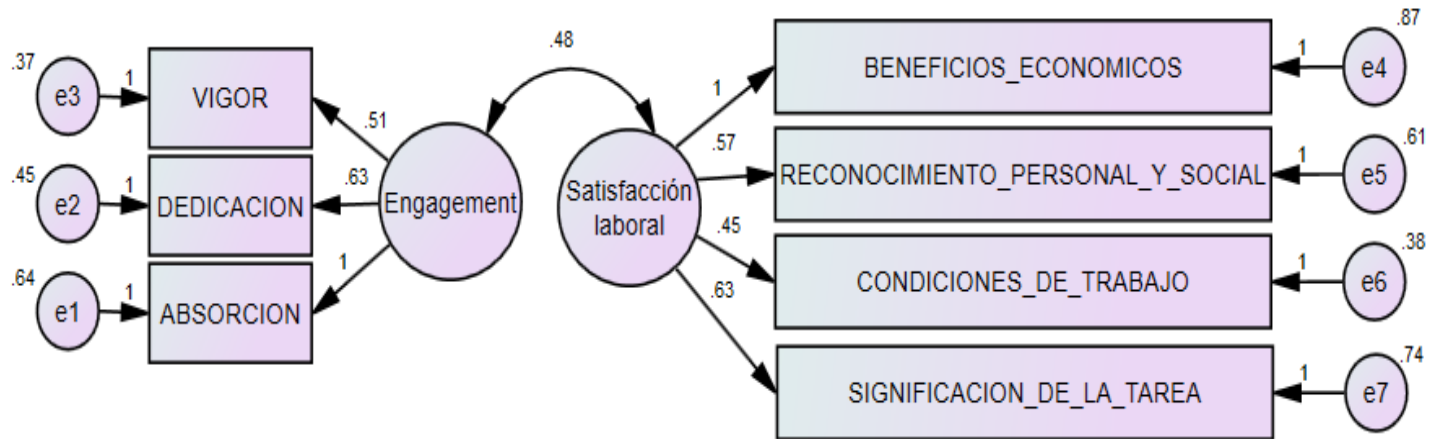 .37
e3
1
VIGOR
.51
.45
e2
1
DEDICACION
.63
.64
e1
1
ABSORCION
1
Engagement
.48
Satisfacción
laboral
1
BENEFICIOS_ECONOMICOS
1
e4
.87
.57
RECONOCIMIENTO_PERSONAL_Y_SOCIAL
1
e5
.61
.45
CONDICIONES_DE_TRABAJO
1
e6
.38
.63
SIGNIFICACION_DE_LA_TAREA
1
e7
.74